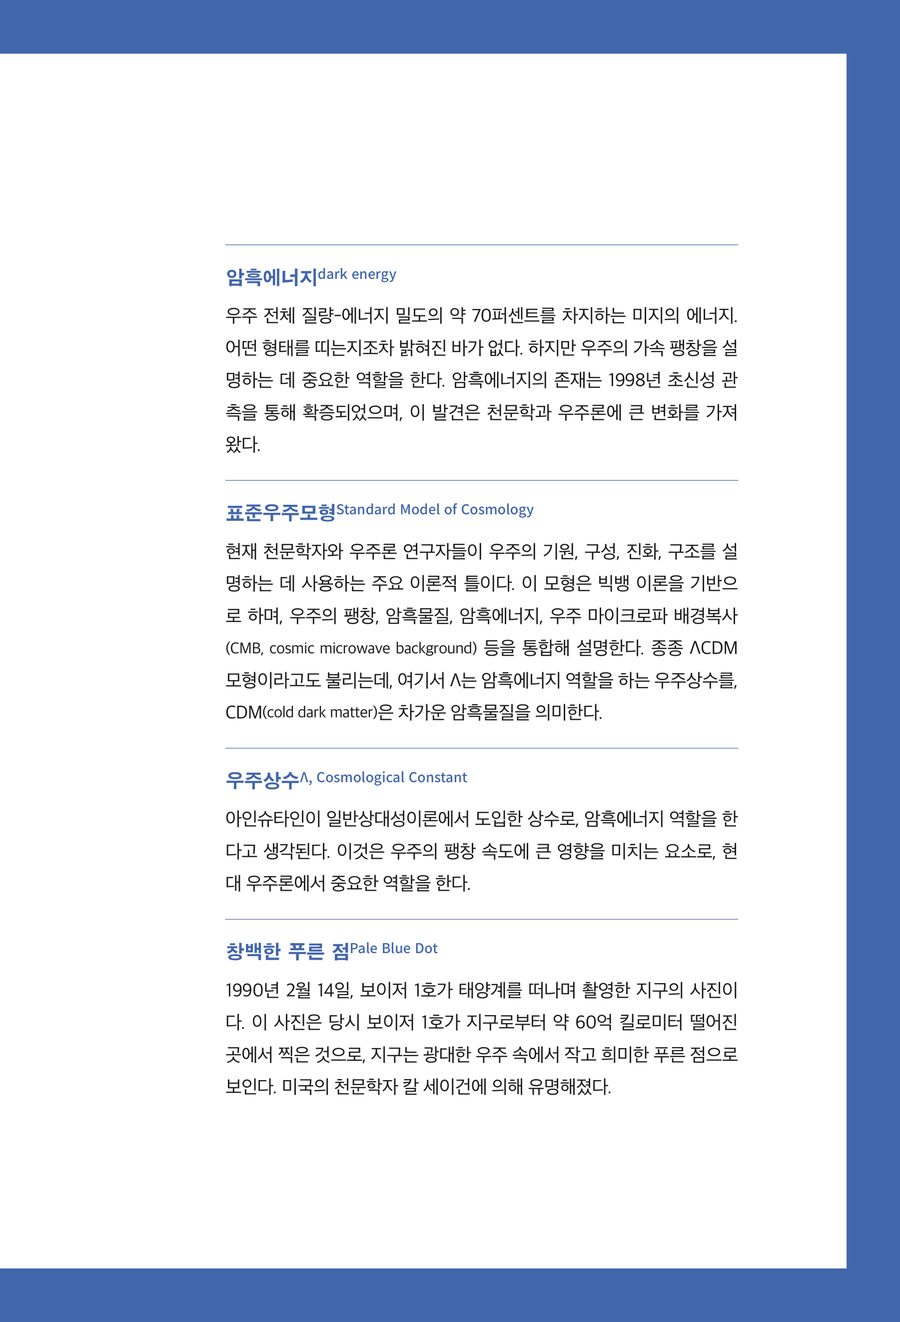 암흑에너지dark energy
우주 전체 질량-에너지 밀도의 약 70퍼센트를 차지하는 미지의 에너지.
어떤 형태를 띠는지조차 밝혀진 바가 없다. 하지만 우주의 가속 팽창을 설
명하는 데 중요한 역할을 한다. 암흑에너지의 존재는 1998년 초신성 관
측을 통해 확증되었으며, 이 발견은 천문학과 우주론에 큰 변화를 가져
왔다.
표준우주모형Standard Model of Cosmology
현재 천문학자와 우주론 연구자들이 우주의 기원, 구성, 진화, 구조를 설
명하는 데 사용하는 주요 이론적 틀이다. 이 모형은 빅뱅 이론을 기반으
로 하며, 우주의 팽창, 암흑물질, 암흑에너지, 우주 마이크로파 배경복사
(CMB, cosmic microwave background) 등을 통합해 설명한다. 종종 ΛCDM
모형이라고도 불리는데, 여기서 Λ는 암흑에너지 역할을 하는 우주상수를,
CDM(cold dark matter)은 차가운 암흑물질을 의미한다.
우주상수Λ, Cosmological Constant
아인슈타인이 일반상대성이론에서 도입한 상수로, 암흑에너지 역할을 한
다고 생각된다. 이것은 우주의 팽창 속도에 큰 영향을 미치는 요소로, 현
대 우주론에서 중요한 역할을 한다.
창백한 푸른 점Pale Blue Dot
1990년 2월 14일, 보이저 1호가 태양계를 떠나며 촬영한 지구의 사진이
다. 이 사진은 당시 보이저 1호가 지구로부터 약 60억 킬로미터 떨어진
곳에서 찍은 것으로, 지구는 광대한 우주 속에서 작고 희미한 푸른 점으로
보인다. 미국의 천문학자 칼 세이건에 의해 유명해졌다.